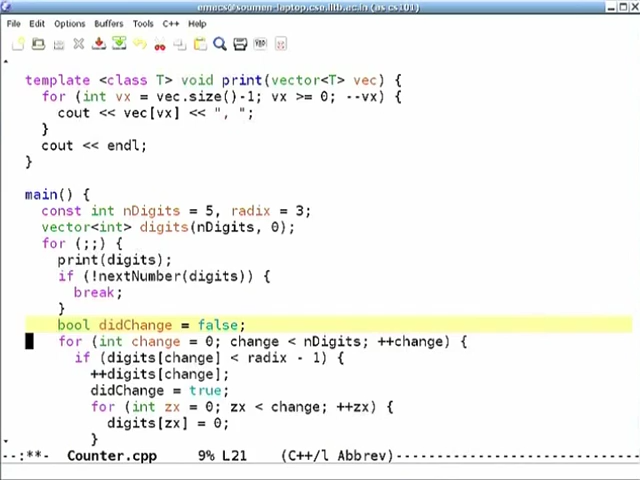 emacs@soumen-laptop.cse.iitb.ac.in (as cs101)
File Edit Options Buffers Tools C++ Help
template <class T> void print(vector<T> vec) {
for (int vx = vec.size()-1; vx >= 0; --vx) {
cout << vec[vx] << ", ";
}
cout << endl;
}
main() {
const int nDigits = 5, radix = 3;
vector<int> digits(nDigits, 0);
for (;;) {
print(digits);
if (!nextNumber(digits)) {
break;
}
bool didChange = false;
for (int change = 0; change < nDigits; ++change) {
if (digits[change] < radix - 1) {
++digits[change];
didChange = true;
for (int zx = 0; zx < change; ++zx) {
digits[zx] = 0;
}
--:**- Counter.cpp 9% L21 (C++/l Abbrev)--------------------------------